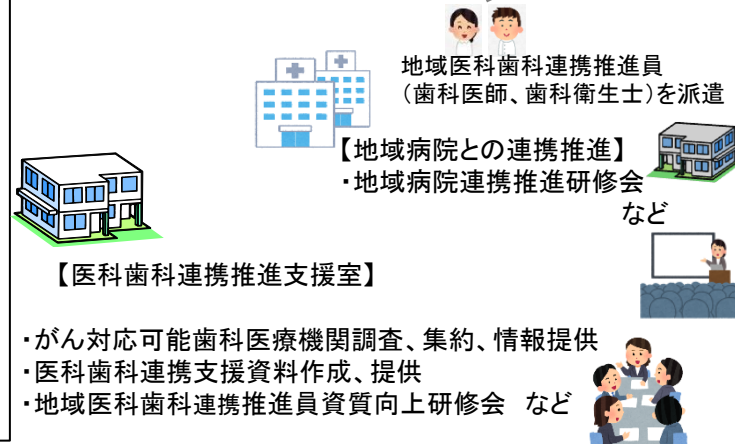 地域医科歯科連携推進員
(歯科医師、歯科衛生士)を派遣
【地域病院との連携推進】
・地域病院連携推進研修会
など
【医科歯科連携推進支援室】
・がん対応可能歯科医療機関調査、集約、情報提供
・医科歯科連携支援資料作成、提供
・地域医科歯科連携推進員資質向上研修会 など